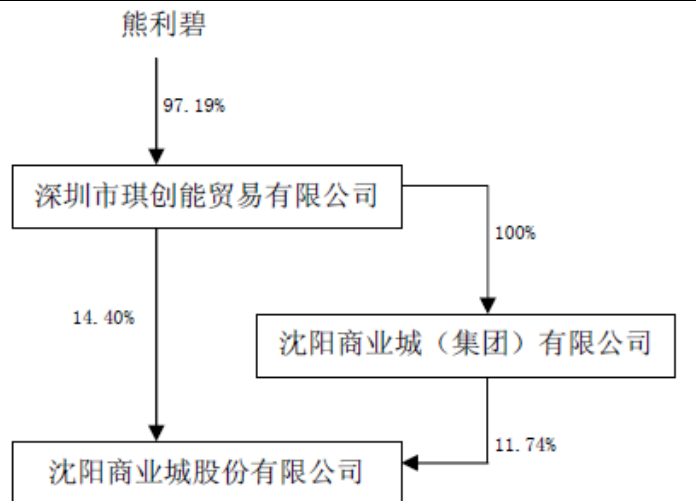 熊利碧
97.19%
深圳市琪创能贸易有限公司
100%
14.40%
沈阳商业城（集团）有限公司
11.74%
沈阳商业城股份有限公司